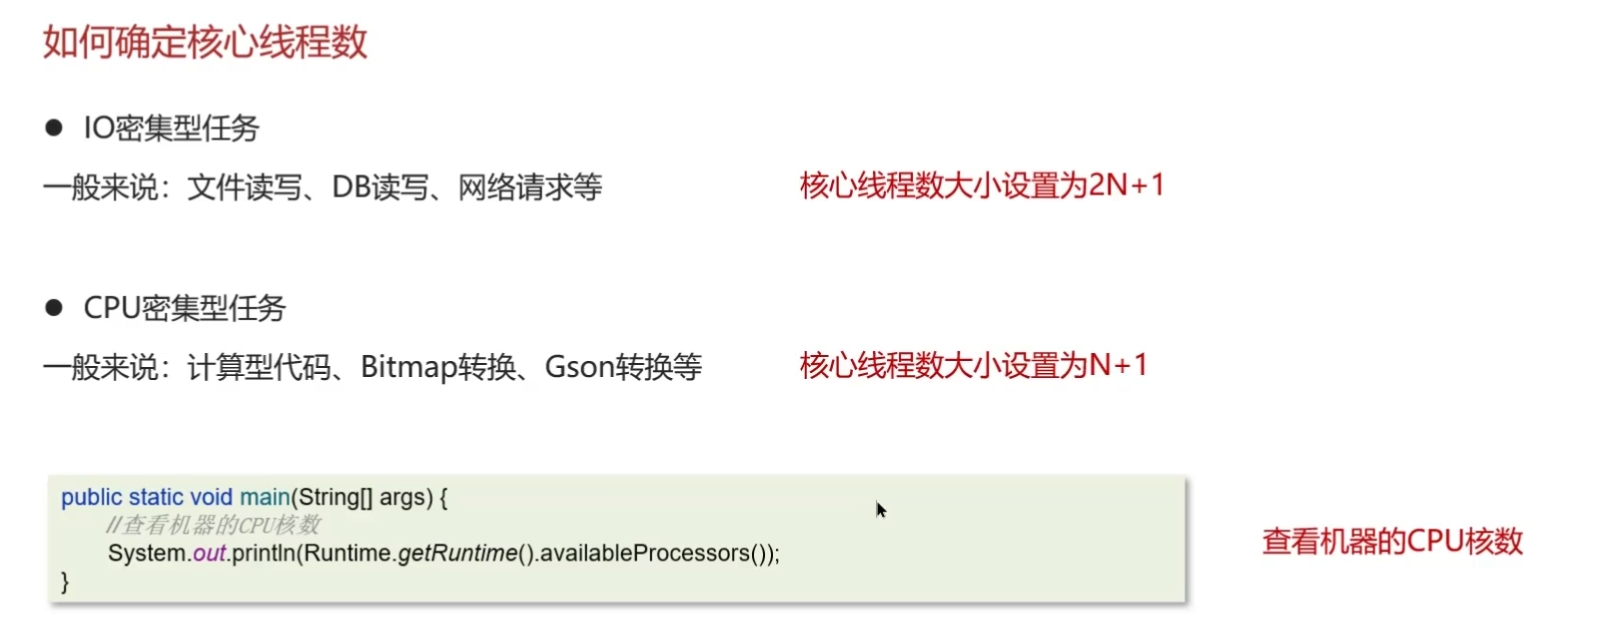 如何确定核心线程数
● IO密集型任务
一般来说：文件读写、DB读写、网络请求等
核心线程数大小设置为2N+1
● CPU密集型任务
一般来说：计算型代码、Bitmap转换、Gson转换等
核心线程数大小设置为N+1
public static void main(String[] args) {
//查看机器的CPU核数
System.out.println(Runtime.getRuntime().availableProcessors());
}
查看机器的CPU核数